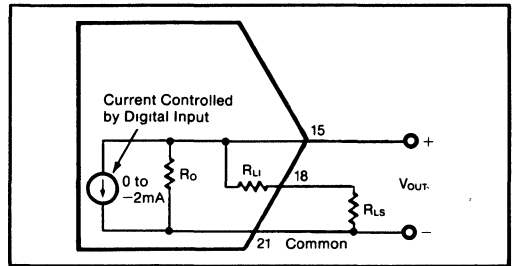 Current Controlled
by Digital Input
0 to
−2mA
RO
RLI
15
18
RLS
VOUT
21 Common
+
−